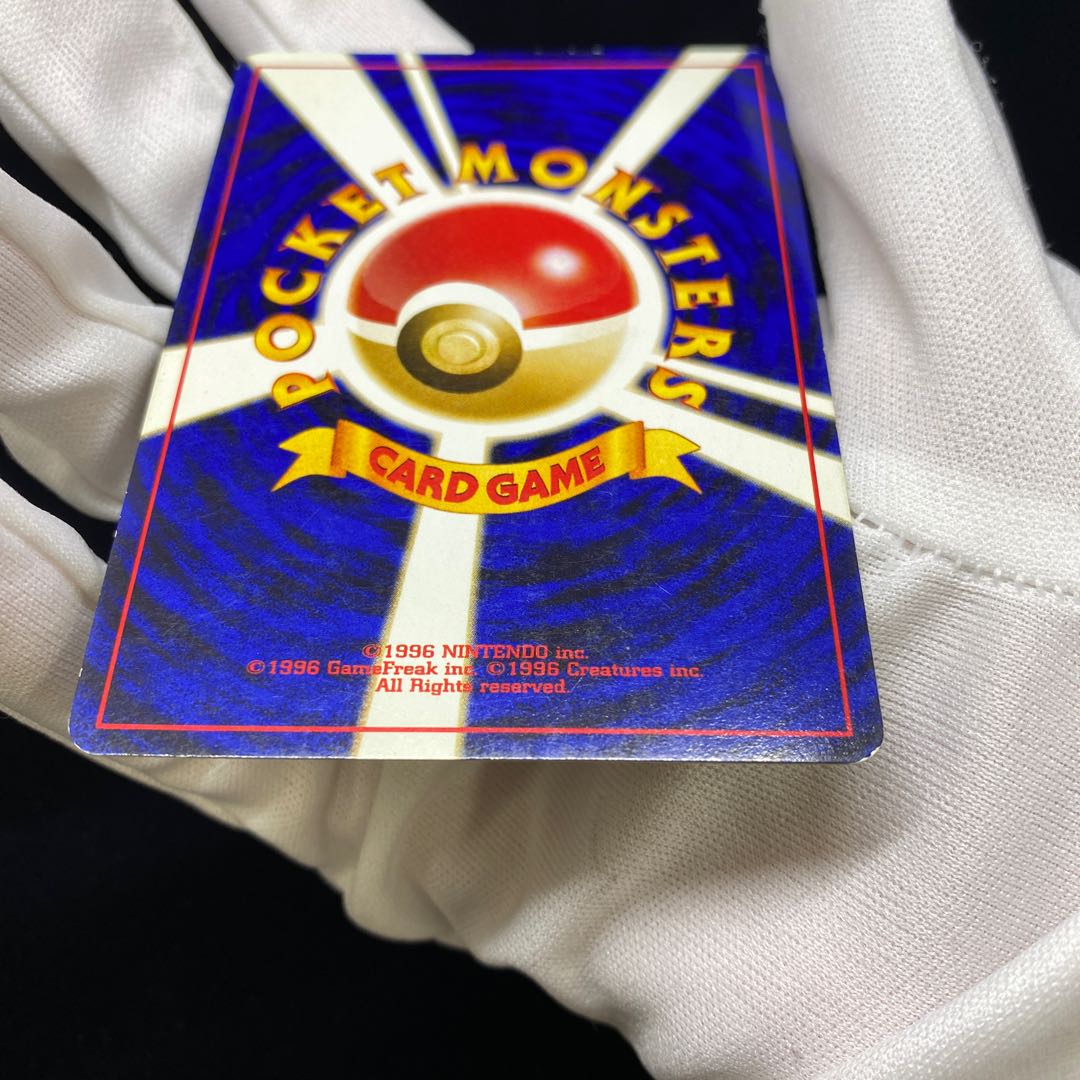 POCKET MONSTERS
CARD GAME
©1996 NINTENDO inc.
©1996 GameFreak inc. ©1996 Creatures inc.
All Rights reserved.